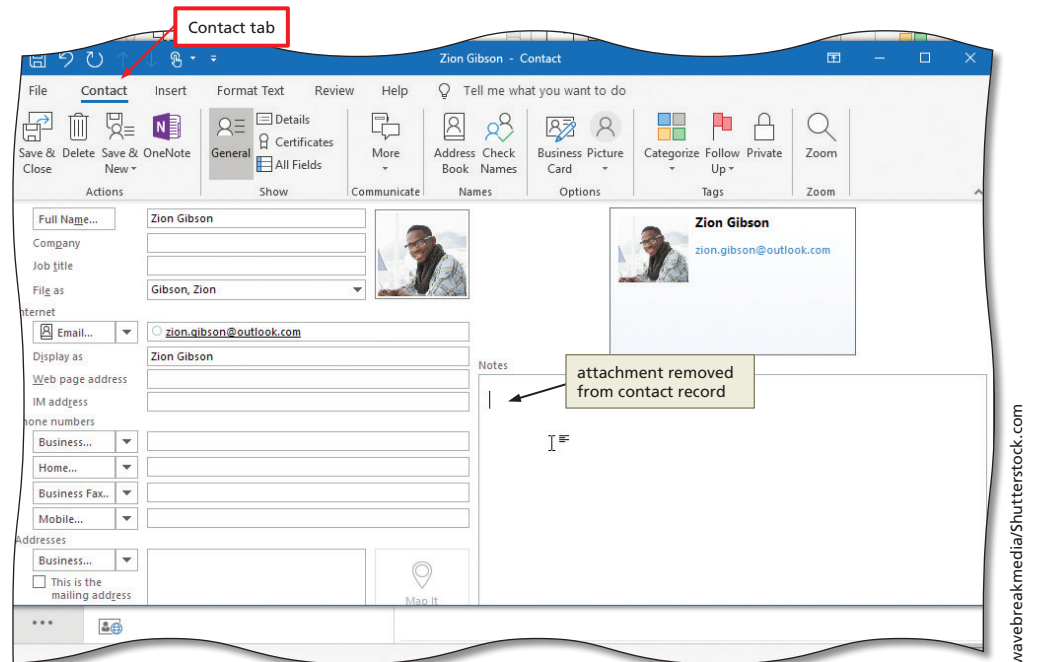 Contact tab
Zion Gibson - Contact
File Contact Insert Format Text Review Help Tell me what you want to do
Save & Close
Delete
Save & New
OneNote
Actions
General
Details
Certificates
All Fields
Show
More
Communicate
Address Book
Check Names
Names
Business Card
Picture
Options
Categorize
Follow Up
Private
Tags
Zoom
Zoom
Full Name...
Zion Gibson
Company
Job title
File as
Gibson, Zion
nternet
Email...
zion.gibson@outlook.com
Display as
Zion Gibson
Web page address
IM address
hone numbers
Business...
Home...
Business Fax..
Mobile...
Addresses
Business...
This is the
mailing address
Map It
Zion Gibson
zion.gibson@outlook.com
Notes
attachment removed
from contact record
wavebreakmedia/Shutterstock.com